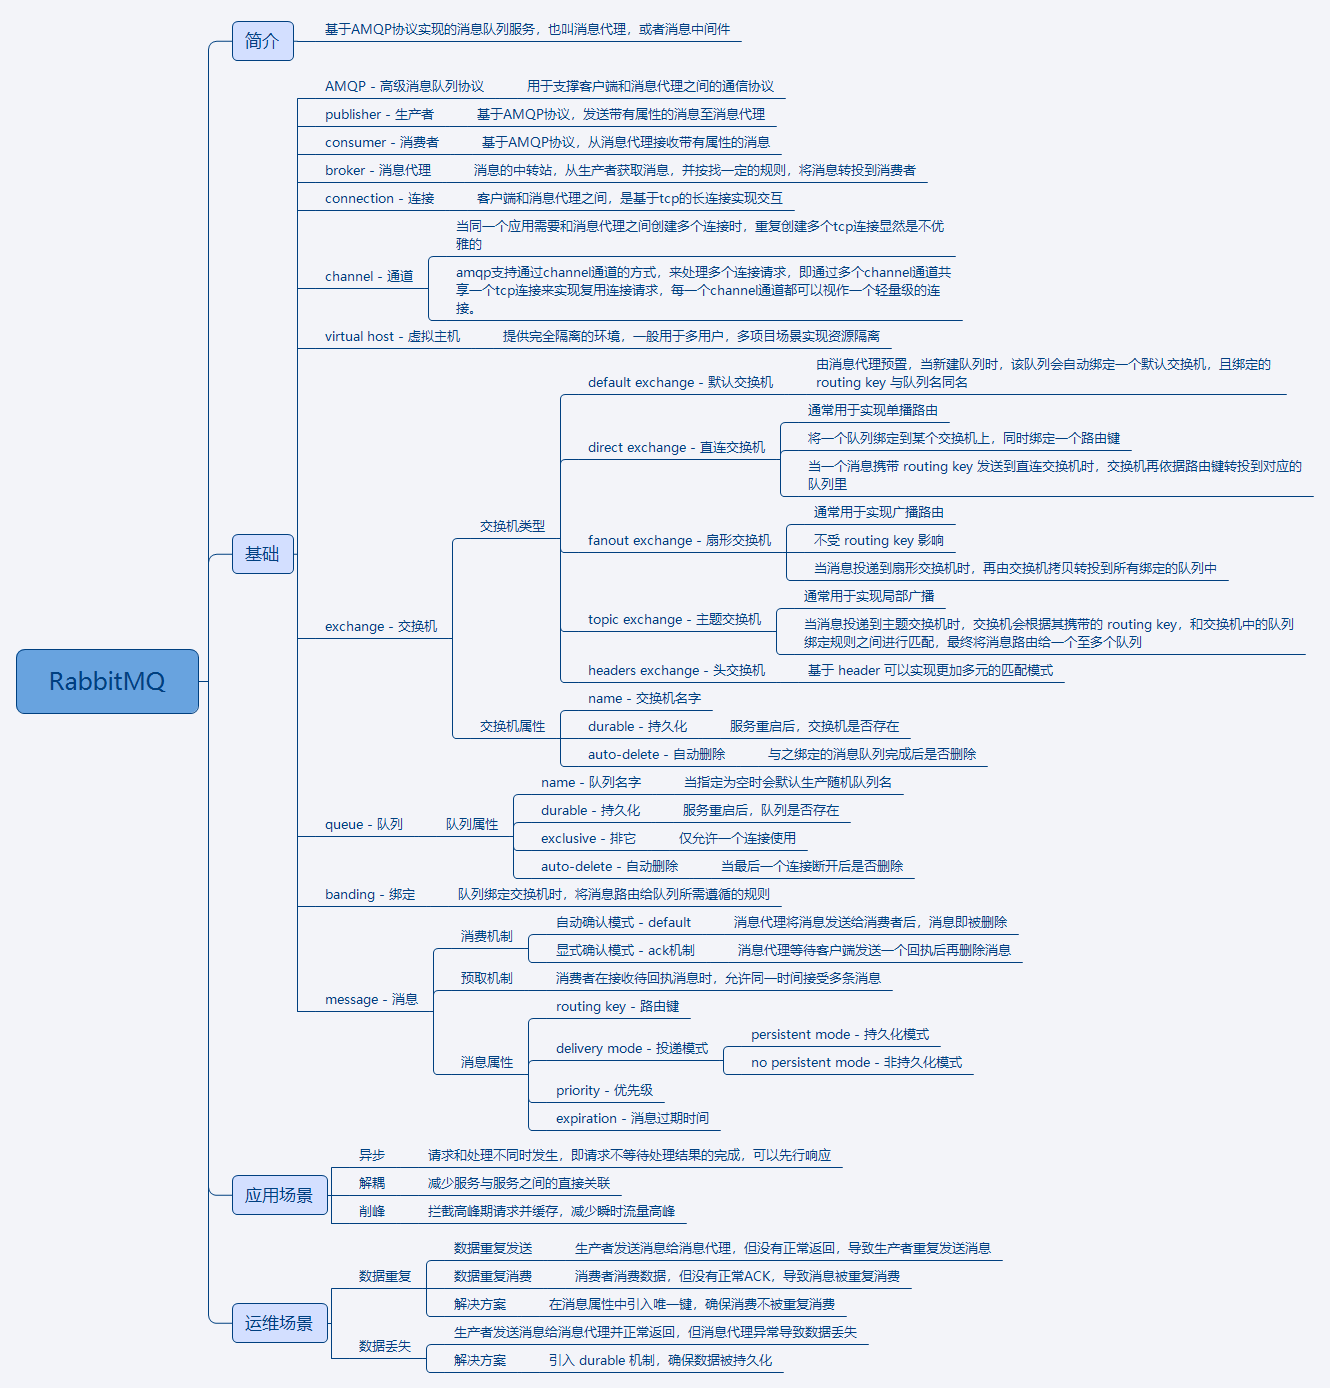 RabbitMQ
简介
基于AMQP协议实现的消息队列服务，也叫消息代理，或者消息中间件
基础
AMQP - 高级消息队列协议
用于支撑客户端和消息代理之间的通信协议
publisher - 生产者
基于AMQP协议，发送带有属性的消息至消息代理
consumer - 消费者
基于AMQP协议，从消息代理接收带有属性的消息
broker - 消息代理
消息的中转站，从生产者获取消息，并按找一定的规则，将消息转投到消费者
connection - 连接
客户端和消息代理之间，是基于tcp的长连接实现交互
channel - 通道
当同一个应用需要和消息代理之间创建多个连接时，重复创建多个tcp连接显然是不优
雅的
amqp支持通过channel通道的方式，来处理多个连接请求，即通过多个channel通道共
享一个tcp连接来实现复用连接请求，每一个channel通道都可以视作一个轻量级的连
接。
virtual host - 虚拟主机
提供完全隔离的环境，一般用于多用户，多项目场景实现资源隔离
exchange - 交换机
交换机类型
default exchange - 默认交换机
由消息代理预置，当新建队列时，该队列会自动绑定一个默认交换机，且绑定的
routing key 与队列名同名
direct exchange - 直连交换机
通常用于实现单播路由
将一个队列绑定到某个交换机上，同时绑定一个路由键
当一个消息携带 routing key 发送到直连交换机时，交换机再依据路由键转投到对应的
队列里
fanout exchange - 扇形交换机
通常用于实现广播路由
不受 routing key 影响
当消息投递到扇形交换机时，再由交换机拷贝转投到所有绑定的队列中
topic exchange - 主题交换机
通常用于实现局部广播
当消息投递到主题交换机时，交换机会根据其携带的 routing key，和交换机中的队列
绑定规则之间进行匹配，最终将消息路由给一个至多个队列
headers exchange - 头交换机
基于 header 可以实现更加多元的匹配模式
交换机属性
name - 交换机名字
durable - 持久化
服务重启后，交换机是否存在
auto-delete - 自动删除
与之绑定的消息队列完成后是否删除
queue - 队列
队列属性
name - 队列名字
当指定为空时会默认生产随机队列名
durable - 持久化
服务重启后，队列是否存在
exclusive - 排它
仅允许一个连接使用
auto-delete - 自动删除
当最后一个连接断开后是否删除
banding - 绑定
队列绑定交换机时，将消息路由给队列所需遵循的规则
message - 消息
消费机制
自动确认模式 - default
消息代理将消息发送给消费者后，消息即被删除
显式确认模式 - ack机制
消息代理等待客户端发送一个回执后再删除消息
预取机制
消费者在接收待回执消息时，允许同一时间接受多条消息
消息属性
routing key - 路由键
delivery mode - 投递模式
persistent mode - 持久化模式
no persistent mode - 非持久化模式
priority - 优先级
expiration - 消息过期时间
应用场景
异步
请求和处理不同时发生，即请求不等待处理结果的完成，可以先行响应
解耦
减少服务与服务之间的直接关联
削峰
拦截高峰期请求并缓存，减少瞬时流量高峰
运维场景
数据重复
数据重复发送
生产者发送消息给消息代理，但没有正常返回，导致生产者重复发送消息
数据重复消费
消费者消费数据，但没有正常ACK，导致消息被重复消费
解决方案
在消息属性中引入唯一键，确保消费不被重复消费
数据丢失
生产者发送消息给消息代理并正常返回，但消息代理异常导致数据丢失
解决方案
引入 durable 机制，确保数据被持久化